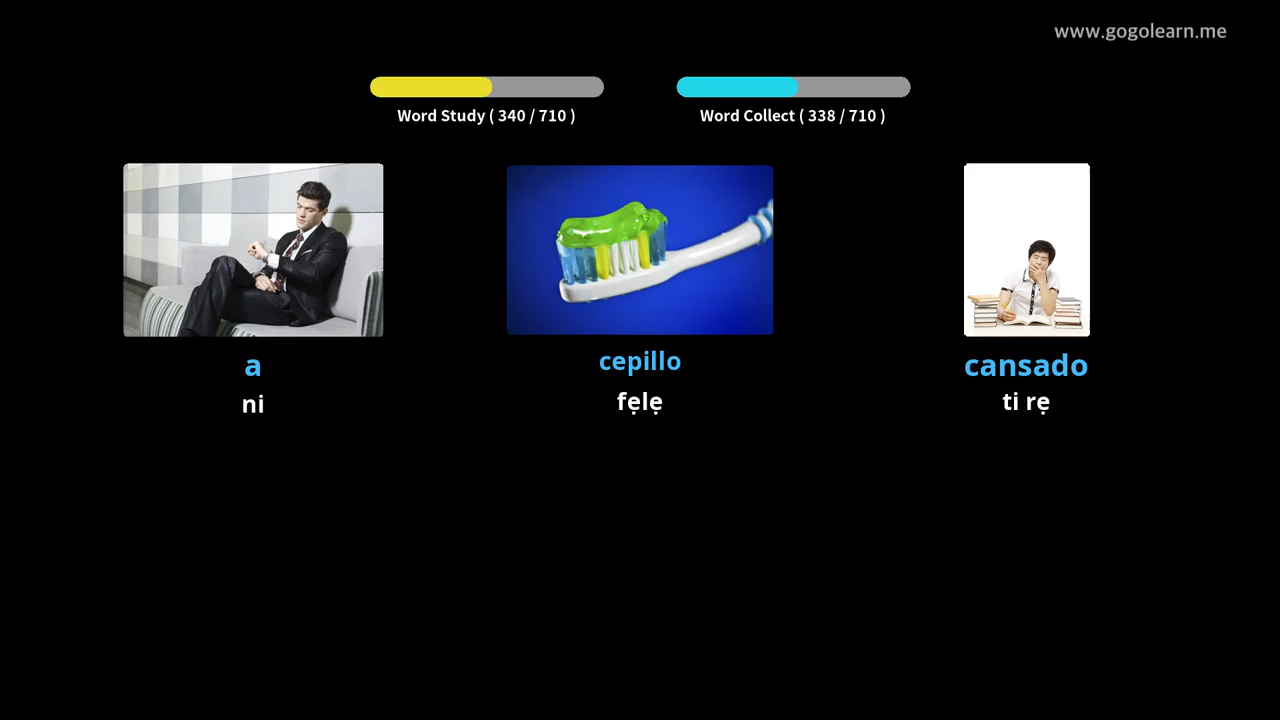 www.gogolearn.me
Word Study ( 340 / 710 )
Word Collect ( 338 / 710 )
a
cepillo
cansado
ni
fẹlẹ
ti rẹ